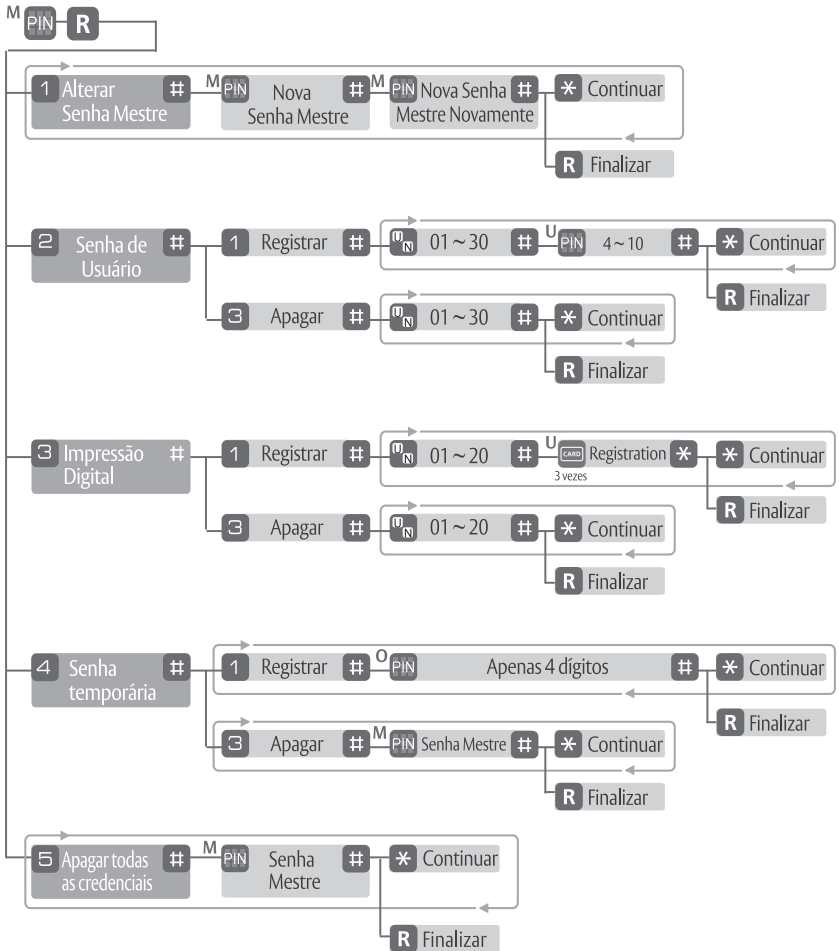 M PIN R
1 Alterar Senha Mestre # M PIN Nova Senha Mestre # M PIN Nova Senha Mestre Novamente # * Continuar
R Finalizar
2 Senha de Usuário # 1 Registrar # UN 01 ~ 30 # U PIN 4 ~ 10 # * Continuar
R Finalizar
3 Apagar # UN 01 ~ 30 # * Continuar
R Finalizar
3 Impressão Digital # 1 Registrar # UN 01 ~ 20 # U CARD Registration * * Continuar
3 vezes
R Finalizar
3 Apagar # UN 01 ~ 20 # * Continuar
R Finalizar
4 Senha temporária # 1 Registrar # O PIN Apenas 4 dígitos # * Continuar
R Finalizar
3 Apagar # M PIN Senha Mestre # * Continuar
R Finalizar
5 Apagar todas as credenciais # M PIN Senha Mestre # * Continuar
R Finalizar